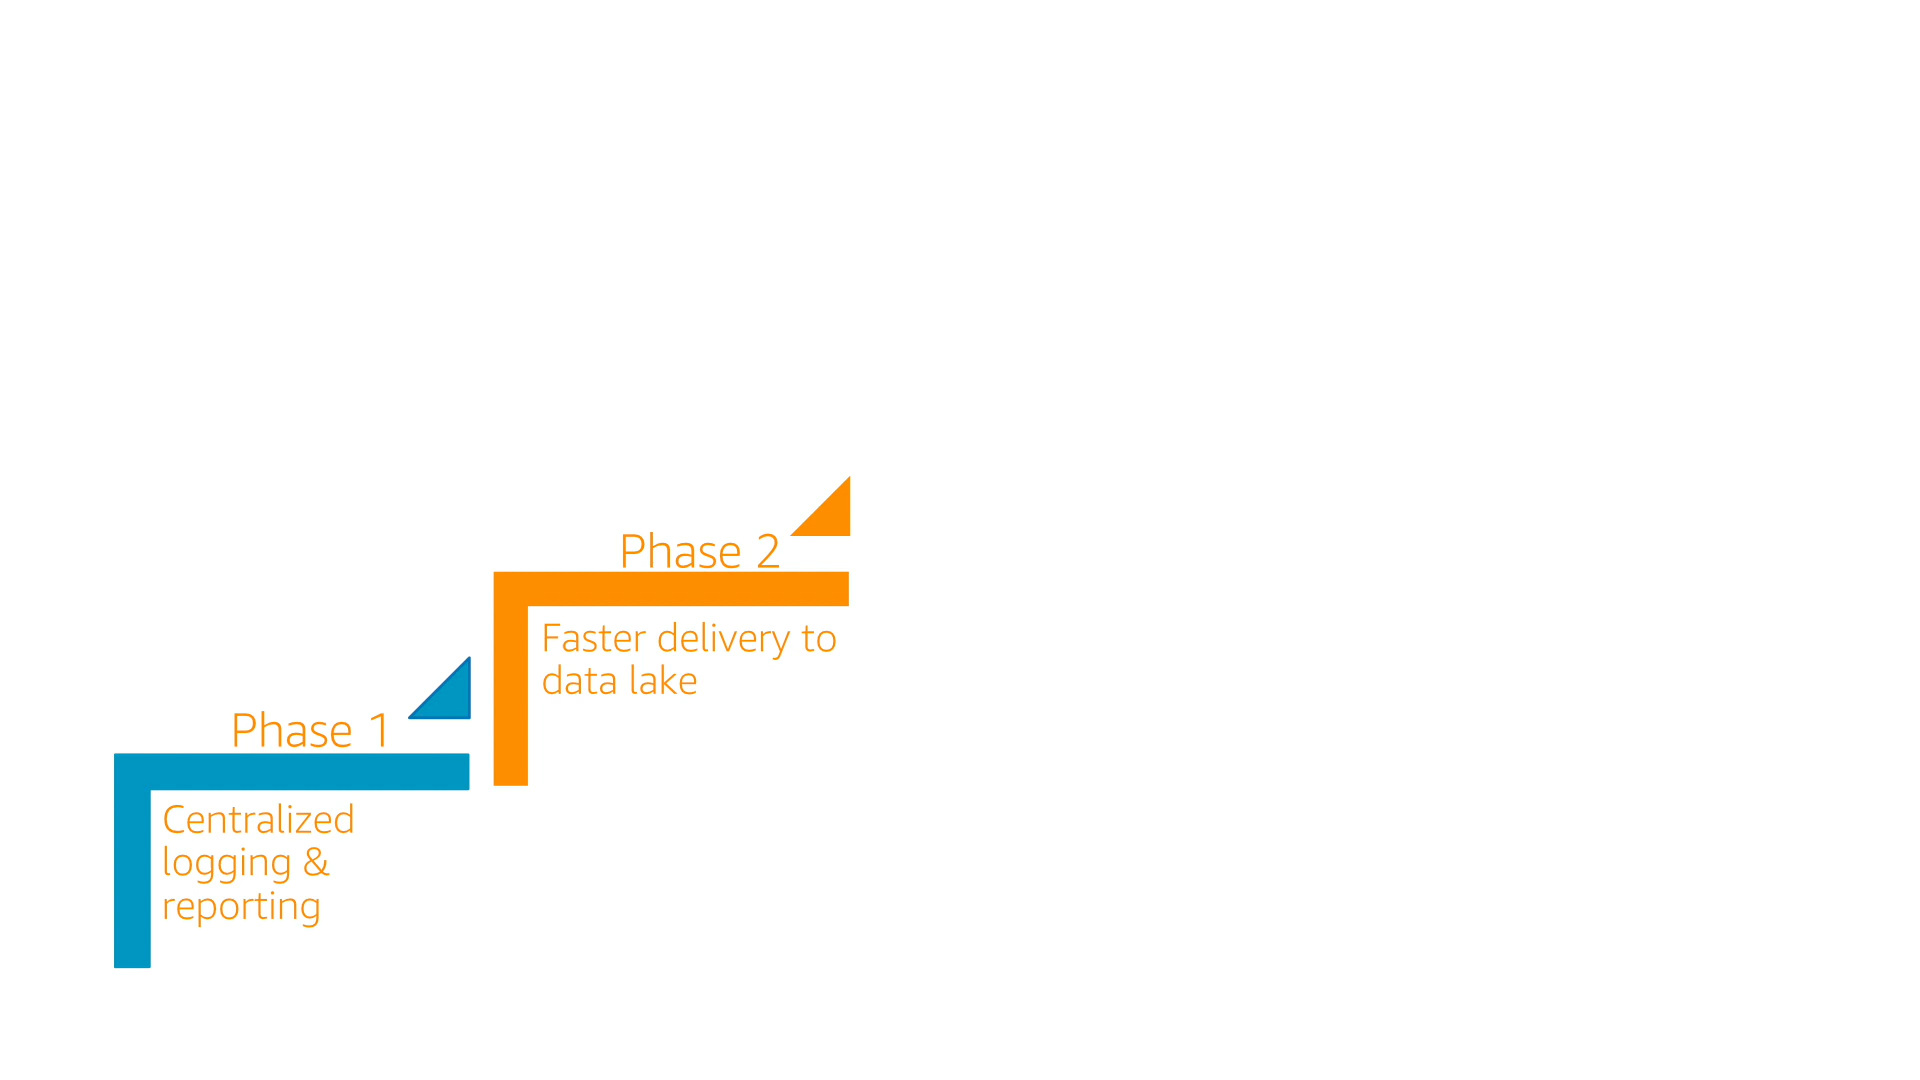 Phase 1
Centralized
logging &
reporting
Phase 2
Faster delivery to
data lake